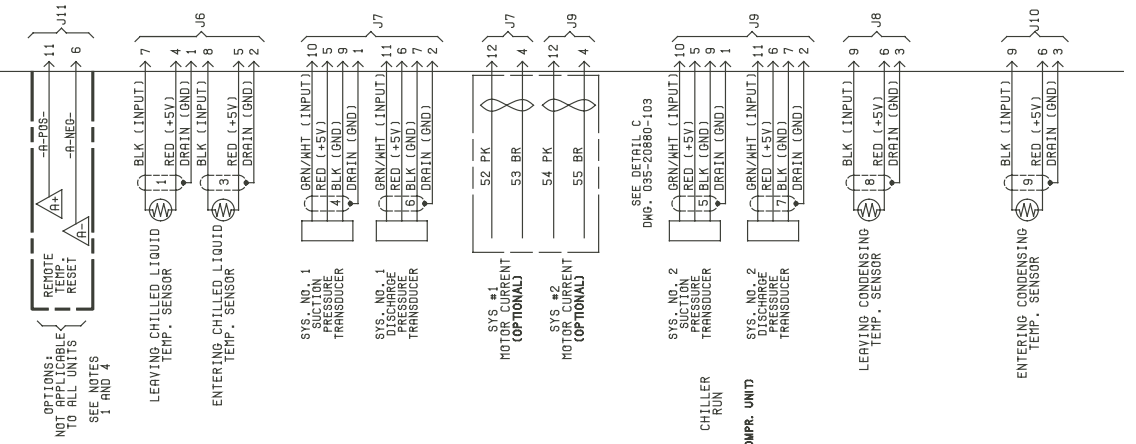 J11
11
6
-A-POS-
-A-NEG-
A+
A-
REMOTE
TEMP.
RESET
OPTIONS:
NOT APPLICABLE
TO ALL UNITS
SEE NOTES
1 AND 4
J6
7
4
1
8
5
2
BLK (INPUT)
RED (+5V)
DRAIN (GND)
BLK (INPUT)
RED (+5V)
DRAIN (GND)
1
3
LEAVING CHILLED LIQUID
TEMP. SENSOR
ENTERING CHILLED LIQUID
TEMP. SENSOR
J7
10
5
9
1
11
6
7
2
GRN/WHT (INPUT)
RED (+5V)
BLK (GND)
DRAIN (GND)
GRN/WHT (INPUT)
RED (+5V)
BLK (GND)
DRAIN (GND)
4
6
SYS. NO. 1
SUCTION
PRESSURE
TRANSDUCER
SYS. NO. 1
DISCHARGE
PRESSURE
TRANSDUCER
J7
12
4
J9
12
4
52 PK
53 BR
54 PK
55 BR
SYS #1
MOTOR CURRENT
(OPTIONAL)
SYS #2
MOTOR CURRENT
(OPTIONAL)
SEE DETAIL C
DWG. 035-20880-103
J9
10
5
9
1
11
6
7
2
GRN/WHT (INPUT)
RED (+5V)
BLK (GND)
DRAIN (GND)
GRN/WHT (INPUT)
RED (+5V)
BLK (GND)
DRAIN (GND)
5
7
SYS. NO. 2
SUCTION
PRESSURE
TRANSDUCER
SYS. NO. 2
DISCHARGE
PRESSURE
TRANSDUCER
CHILLER
RUN
OMPR. UNIT)
J8
9
6
3
BLK (INPUT)
RED (+5V)
DRAIN (GND)
8
LEAVING CONDENSING
TEMP. SENSOR
J10
9
6
3
BLK (INPUT)
RED (+5V)
DRAIN (GND)
9
ENTERING CONDENSING
TEMP. SENSOR